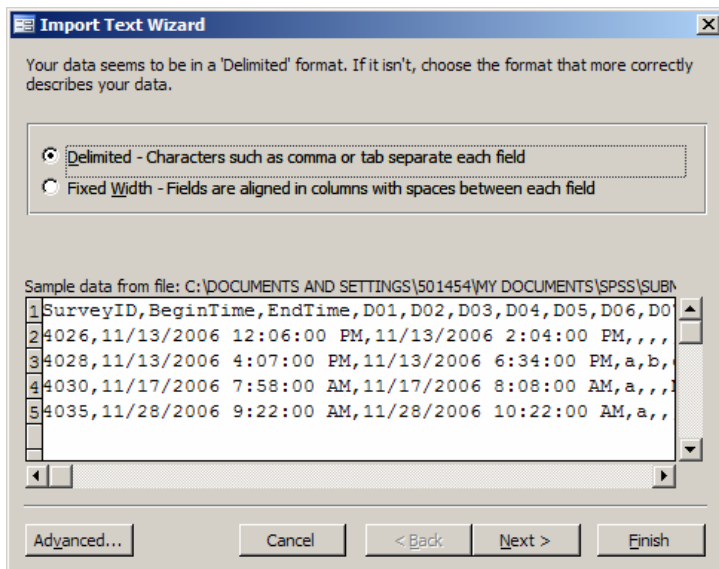 Import Text Wizard
Your data seems to be in a 'Delimited' format. If it isn't, choose the format that more correctly
describes your data.
Delimited - Characters such as comma or tab separate each field
Fixed Width - Fields are aligned in columns with spaces between each field
Sample data from file: C:\DOCUMENTS AND SETTINGS\501454\MY DOCUMENTS\SPSS\SUBM
1 SurveyID,BeginTime,EndTime,D01,D02,D03,D04,D05,D06,D0
2 4026,11/13/2006 12:06:00 PM,11/13/2006 2:04:00 PM,,,,
3 4028,11/13/2006 4:07:00 PM,11/13/2006 6:34:00 PM,a,b,
4 4030,11/17/2006 7:58:00 AM,11/17/2006 8:08:00 AM,a,,,
5 4035,11/28/2006 9:22:00 AM,11/28/2006 10:22:00 AM,a,,
Advanced...
Cancel
< Back
Next >
Finish